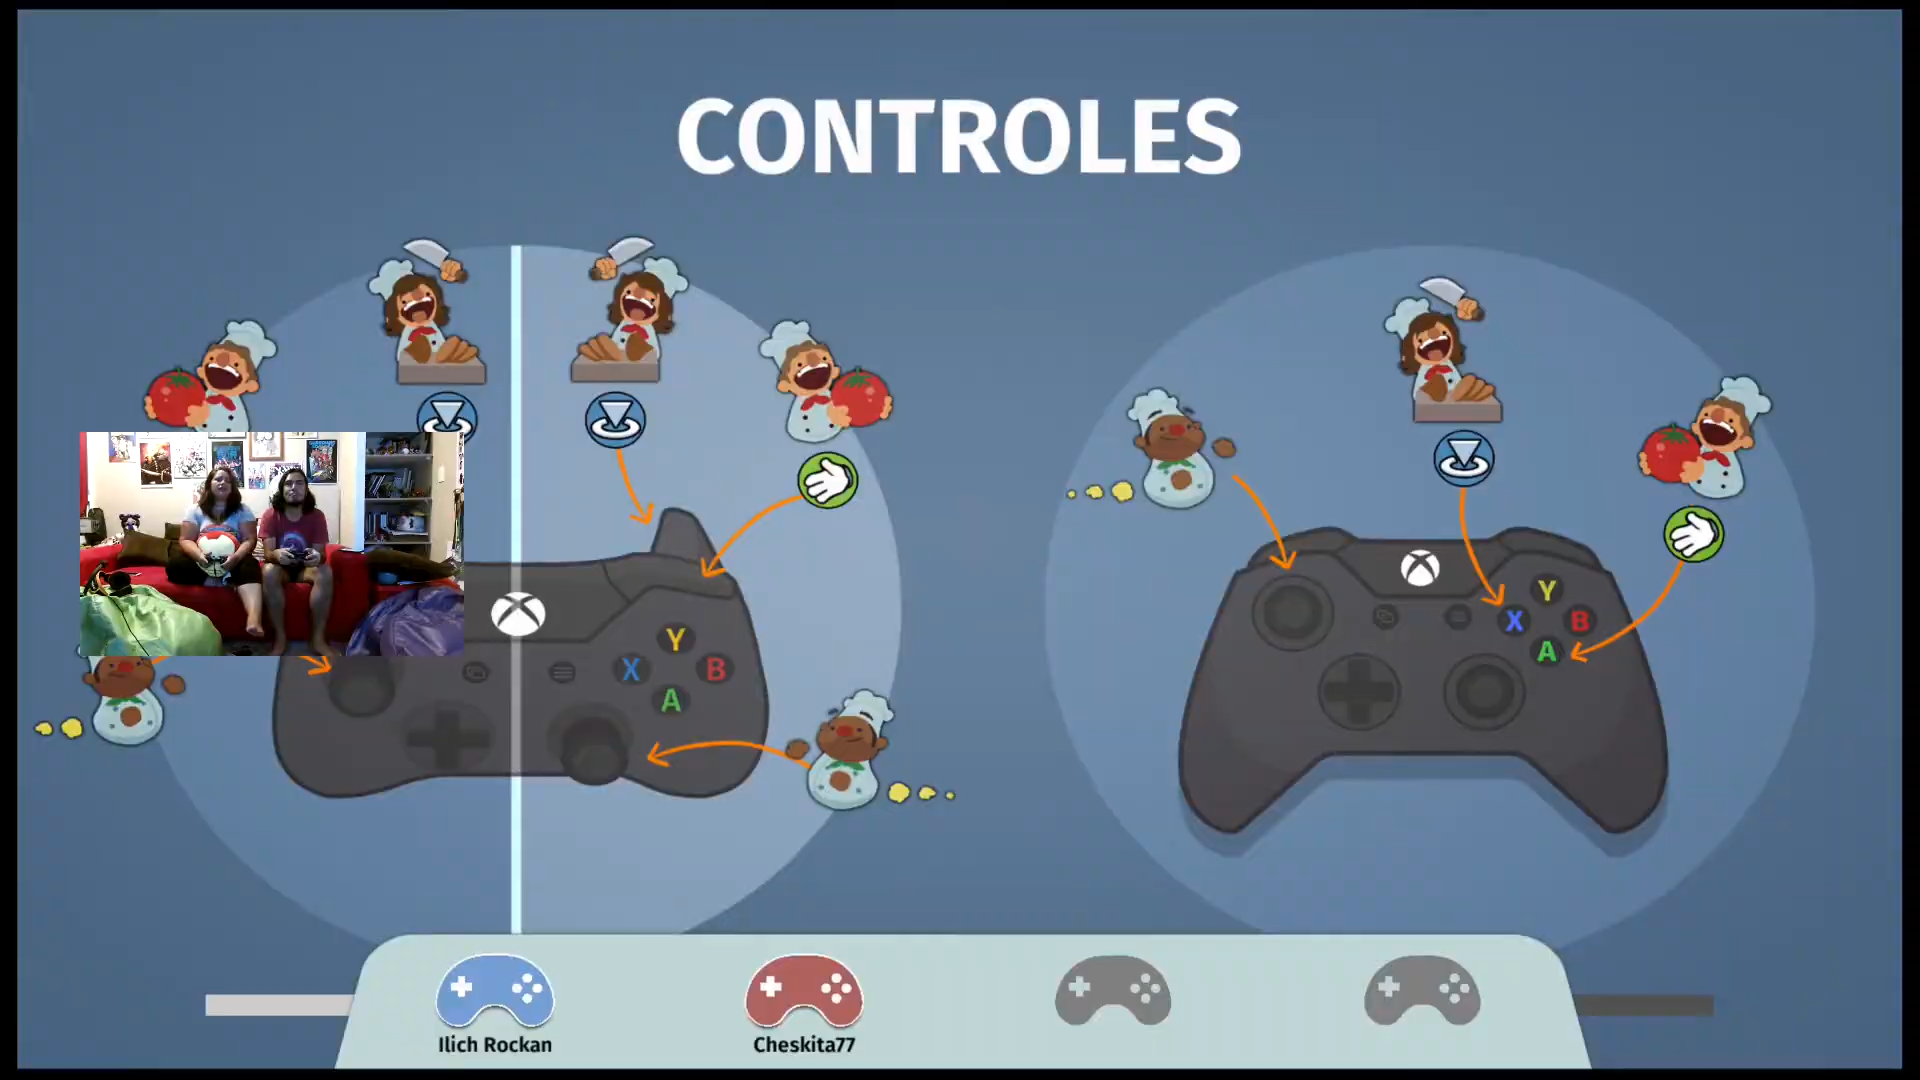 CONTROLES
Y
X B
A
Y
X B
A
Ilich Rockan
Cheskita77